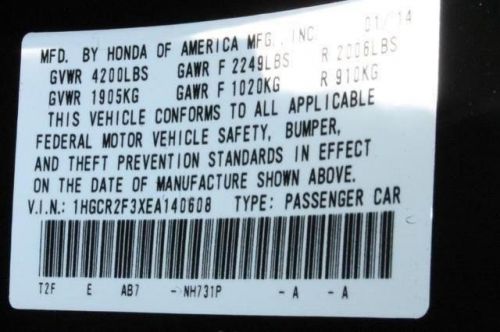 MFD. BY HONDA OF AMERICA MFG., INC. 01/14
GVWR 4200LBS GAWR F 2249LBS R 2006LBS
GVWR 1905KG GAWR F 1020KG R 910KG
THIS VEHICLE CONFORMS TO ALL APPLICABLE
FEDERAL MOTOR VEHICLE SAFETY, BUMPER,
AND THEFT PREVENTION STANDARDS IN EFFECT
ON THE DATE OF MANUFACTURE SHOWN ABOVE.
V.I.N.: 1HGCR2F3XEA140608 TYPE: PASSENGER CAR
T2F E AB7 - NH731P - A - A